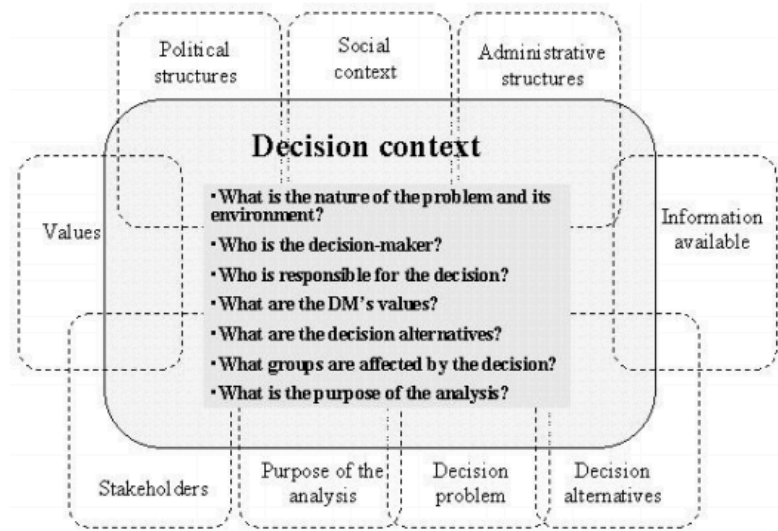 Political
structures
Social
context
Administrative
structures
Decision context
Values
Information
available
•What is the nature of the problem and its
environment?
•Who is the decision-maker?
•Who is responsible for the decision?
•What are the DM's values?
•What are the decision alternatives?
•What groups are affected by the decision?
•What is the purpose of the analysis?
Stakeholders
Purpose of the
analysis
Decision
problem
Decision
alternatives